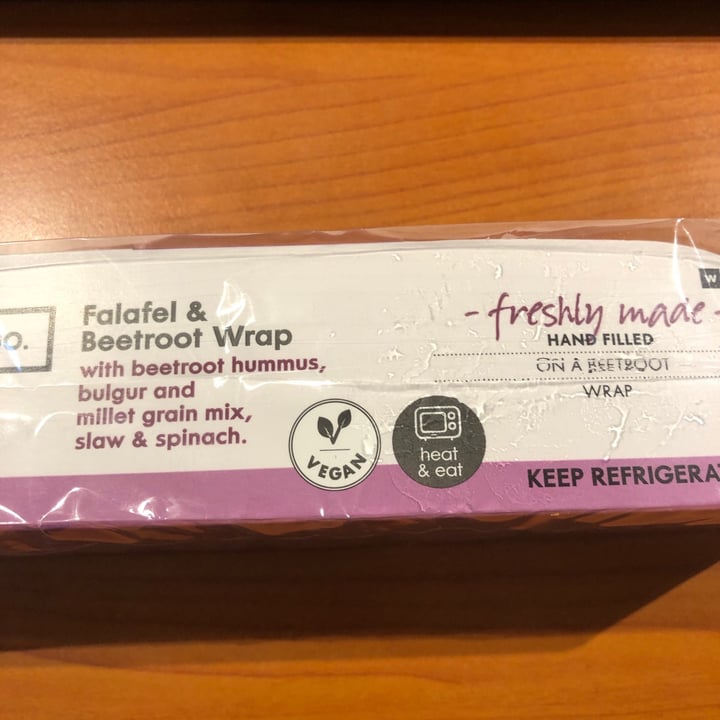 Falafel &
Beetroot Wrap
with beetroot hummus,
bulgur and
millet grain mix,
slaw & spinach.
VEGAN
heat
& eat
- freshly made -
HAND FILLED
ON A BEETROOT
WRAP
W
KEEP REFRIGERA
O.